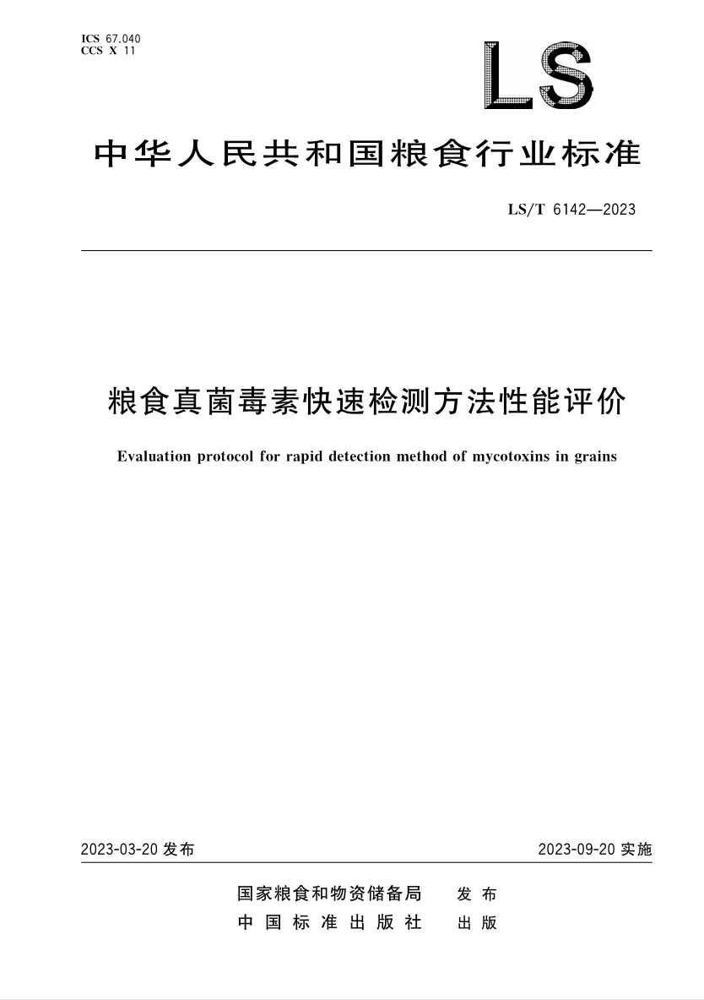 ICS 67.040
CCS X 11
LS
中华人民共和国粮食行业标准
LS/T 6142—2023
粮食真菌毒素快速检测方法性能评价
Evaluation protocol for rapid detection method of mycotoxins in grains
2023-03-20 发布
2023-09-20 实施
国家粮食和物资储备局 发布
中国标准出版社 出版